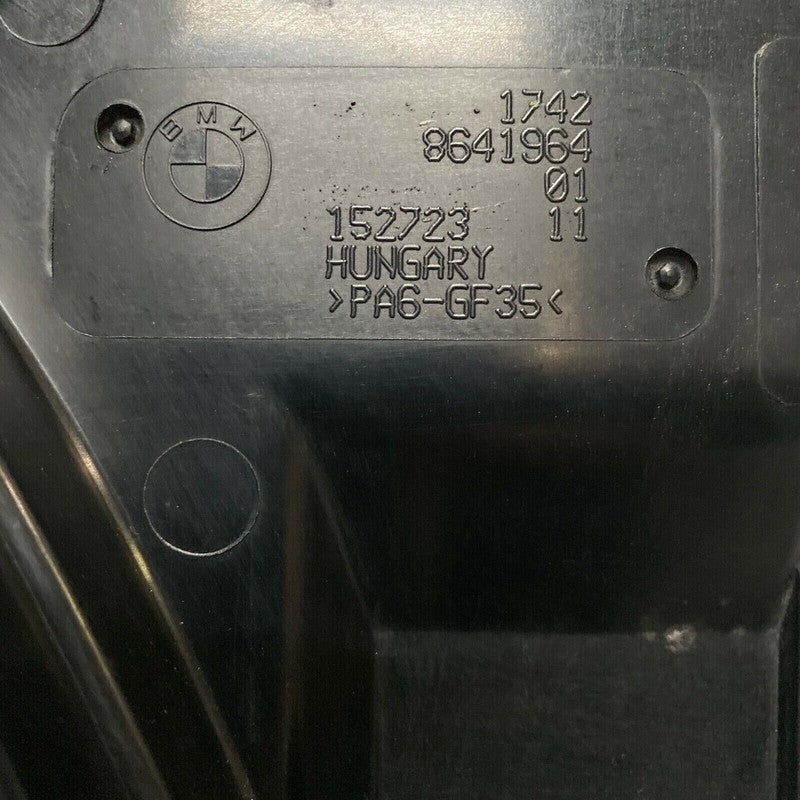 BMW
1742
8641964
01
152723 11
HUNGARY
>PA6-GF35<